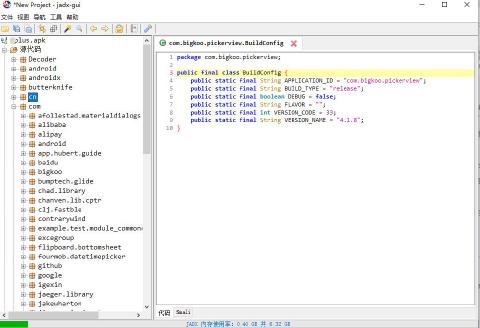 *New Project - jadx-gui
文件 视图 导航 工具 帮助
plus.apk
源代码
Decoder
android
androidx
butterknife
cn
com
afollestad.materialdialogs
alibaba
alipay
android
app.hubert.guide
baidu
bigkoo
bumptech.glide
chad.library
chanven.lib.cptr
clj.fastble
contrarywind
example.test.module_commonc
excegroup
flipboard.bottomsheet
fourmob.datetimepicker
github
google
igexin
jaeger.library
jakewharton
com.bigkoo.pickerview.BuildConfig
1 package com.bigkoo.pickerview;
3 public final class BuildConfig {
4 public static final String APPLICATION_ID = "com.bigkoo.pickerview";
5 public static final String BUILD_TYPE = "release";
6 public static final boolean DEBUG = false;
7 public static final String FLAVOR = "";
8 public static final int VERSION_CODE = 33;
9 public static final String VERSION_NAME = "4.1.8";
10 }
代码 Smali
JADX 内存使用率: 0.40 GB 共 6.32 GB